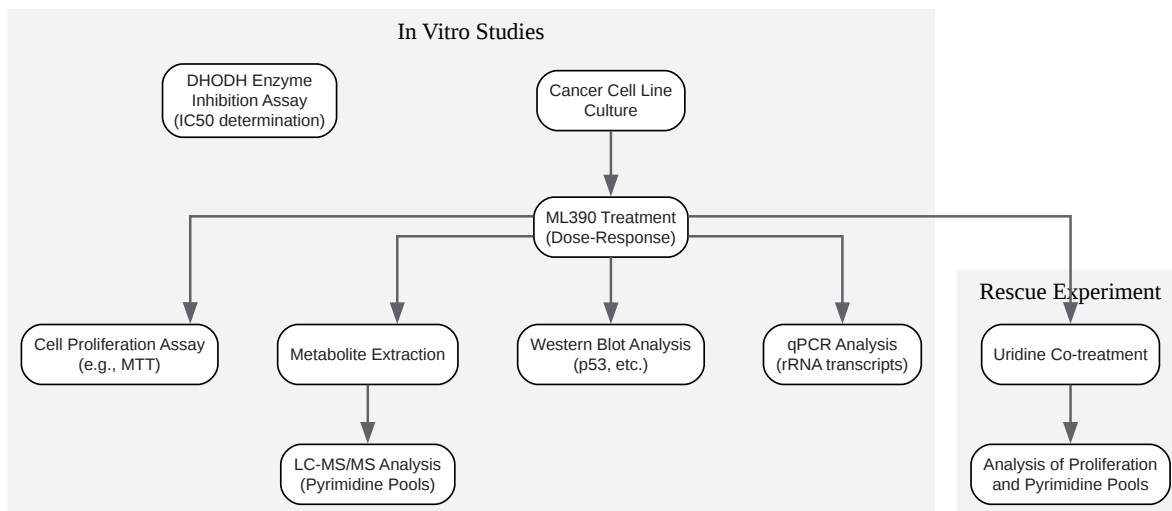 In Vitro Studies
DHODH Enzyme
Inhibition Assay
(IC50 determination)
Cancer Cell Line
Culture
ML390 Treatment
(Dose-Response)
Rescue Experiment
Cell Proliferation Assay
(e.g., MTT)
Metabolite Extraction
Western Blot Analysis
(p53, etc.)
qPCR Analysis
(rRNA transcripts)
Uridine Co-treatment
LC-MS/MS Analysis
(Pyrimidine Pools)
Analysis of Proliferation
and Pyrimidine Pools